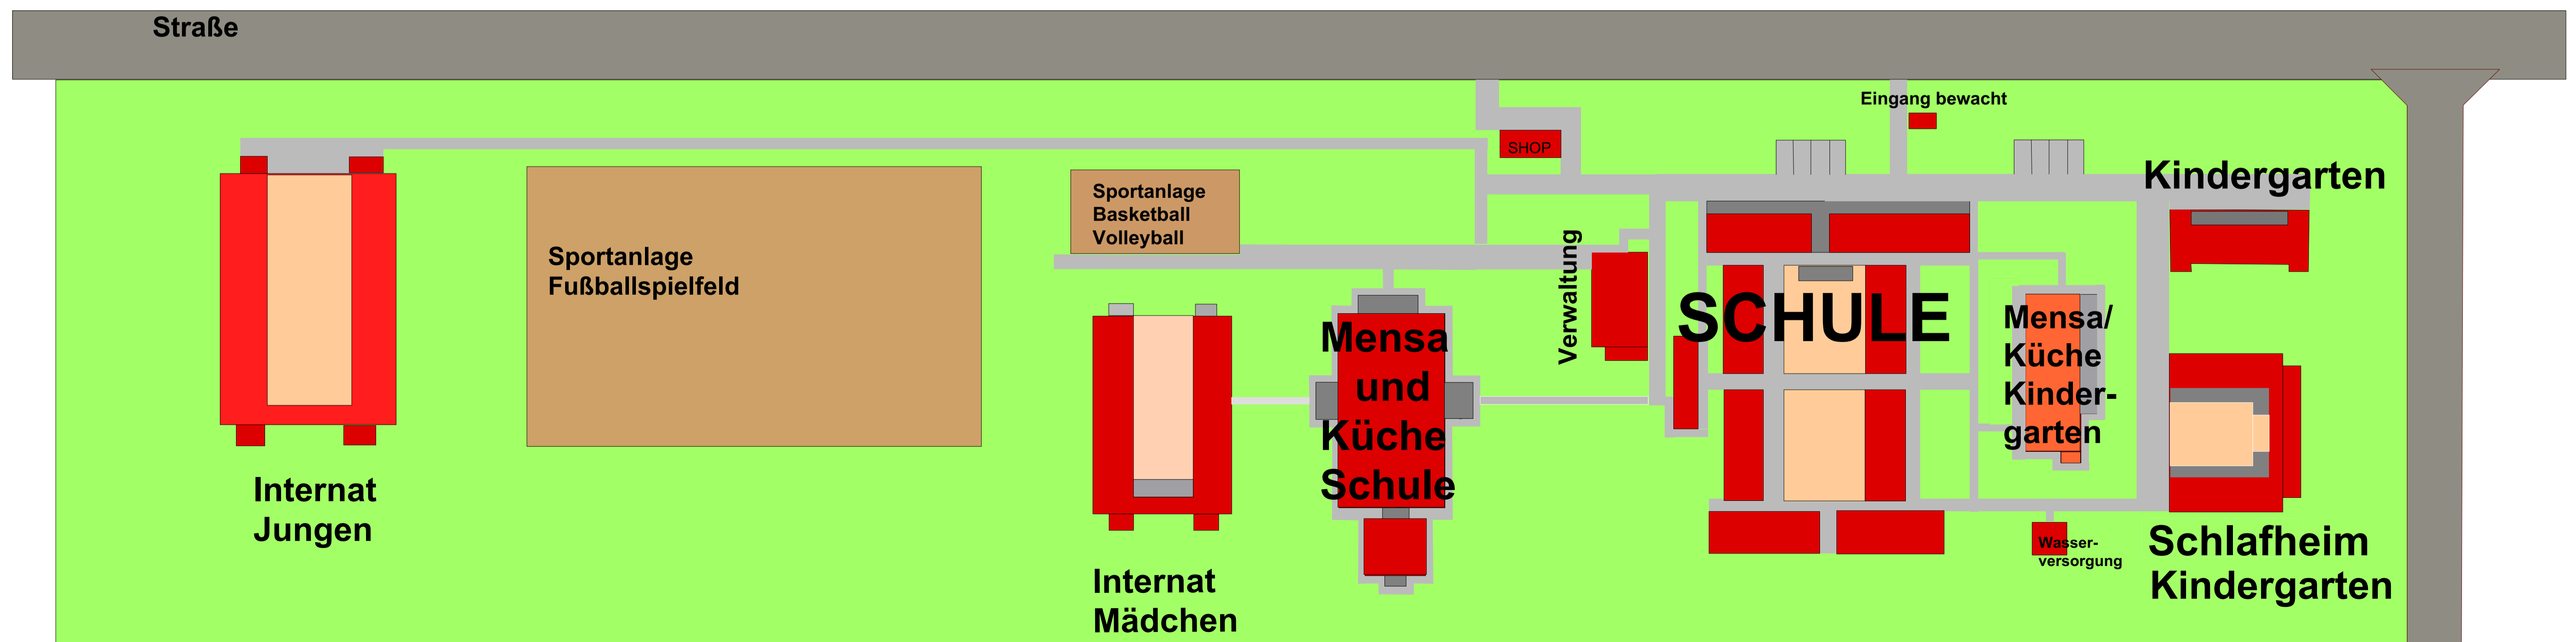 Straße
Eingang bewacht
SHOP
Kindergarten
Sportanlage
Basketball
Volleyball
Sportanlage
Fußballspielfeld
Verwaltung
SCHULE
Mensa
und
Küche
Schule
Mensa/
Küche
Kinder-
garten
Internat
Jungen
Internat
Mädchen
Wasser-
versorgung
Schlafheim
Kindergarten